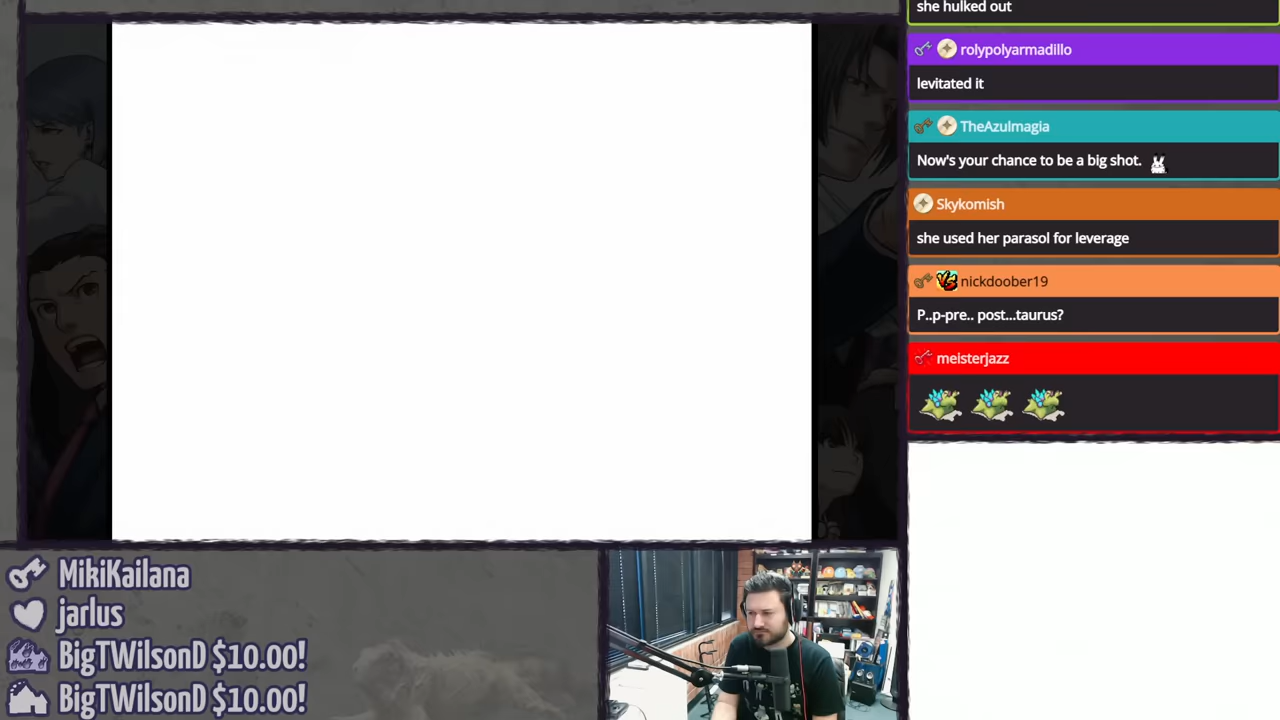 she hulked out
rolypolyarmadillo
levitated it
TheAzulmagia
Now's your chance to be a big shot.
Skykomish
she used her parasol for leverage
nickdoober19
P..p-pre.. post...taurus?
meisterjazz
MikiKailana
jarlus
BigTWilsonD $10.00!
BigTWilsonD $10.00!